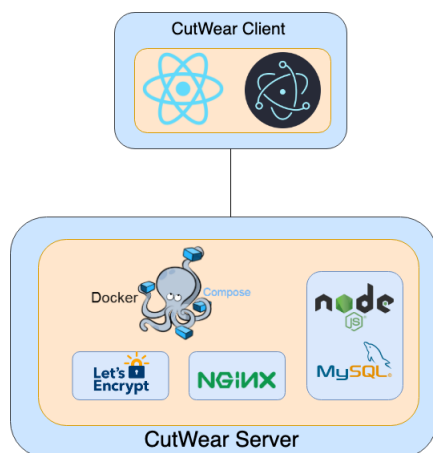 CutWear Client
Docker Compose
node
JS
Let's
Encrypt
NGINX
MySQL
CutWear Server